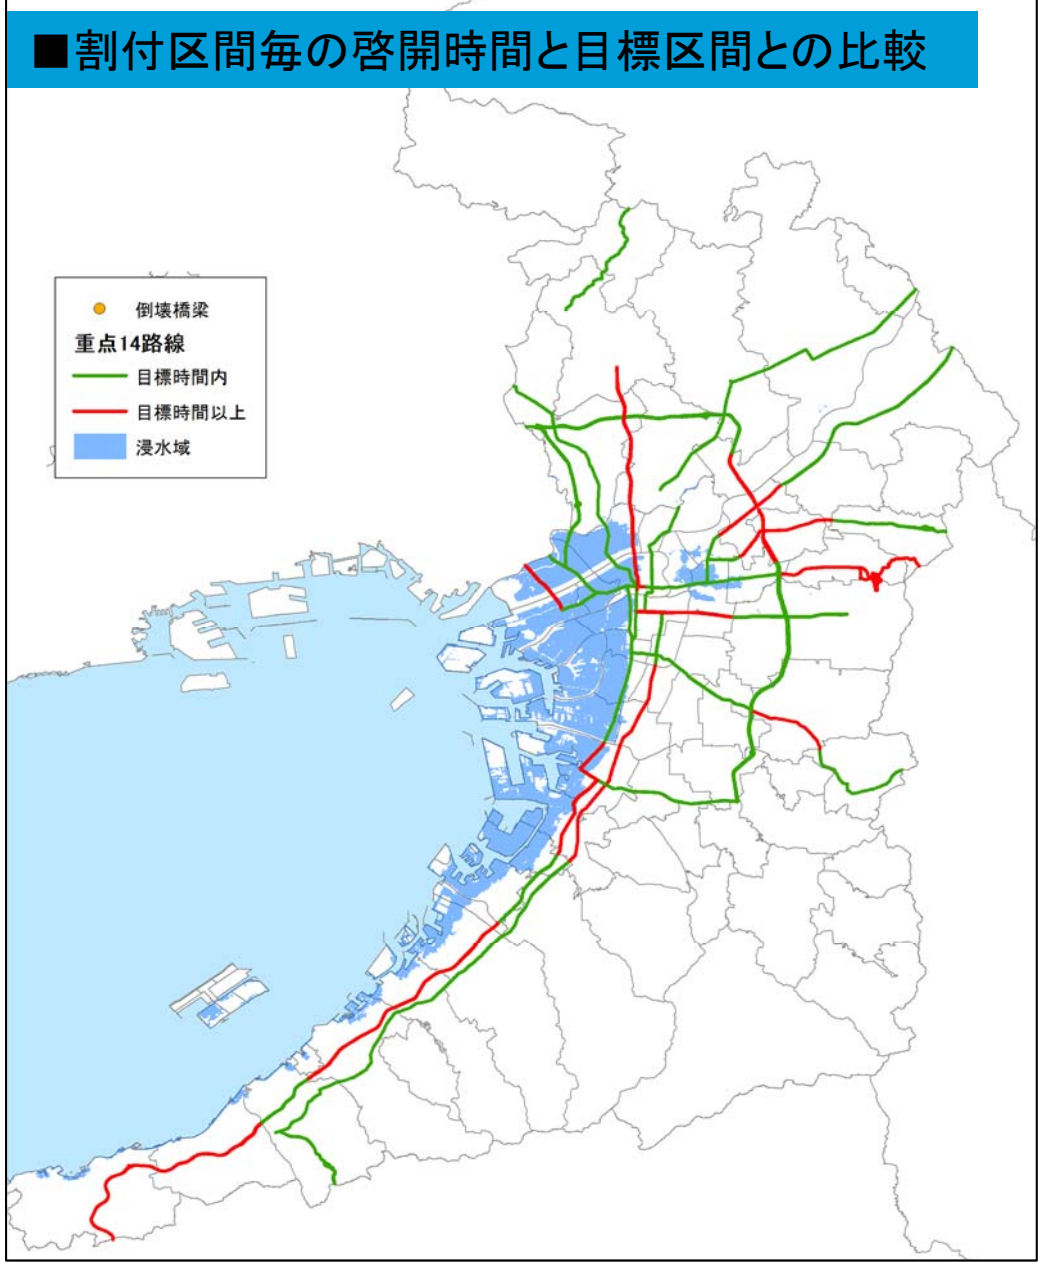 ■割付区間毎の啓開時間と目標区間との比較
倒壊橋梁
重点14路線
目標時間内
目標時間以上
浸水域